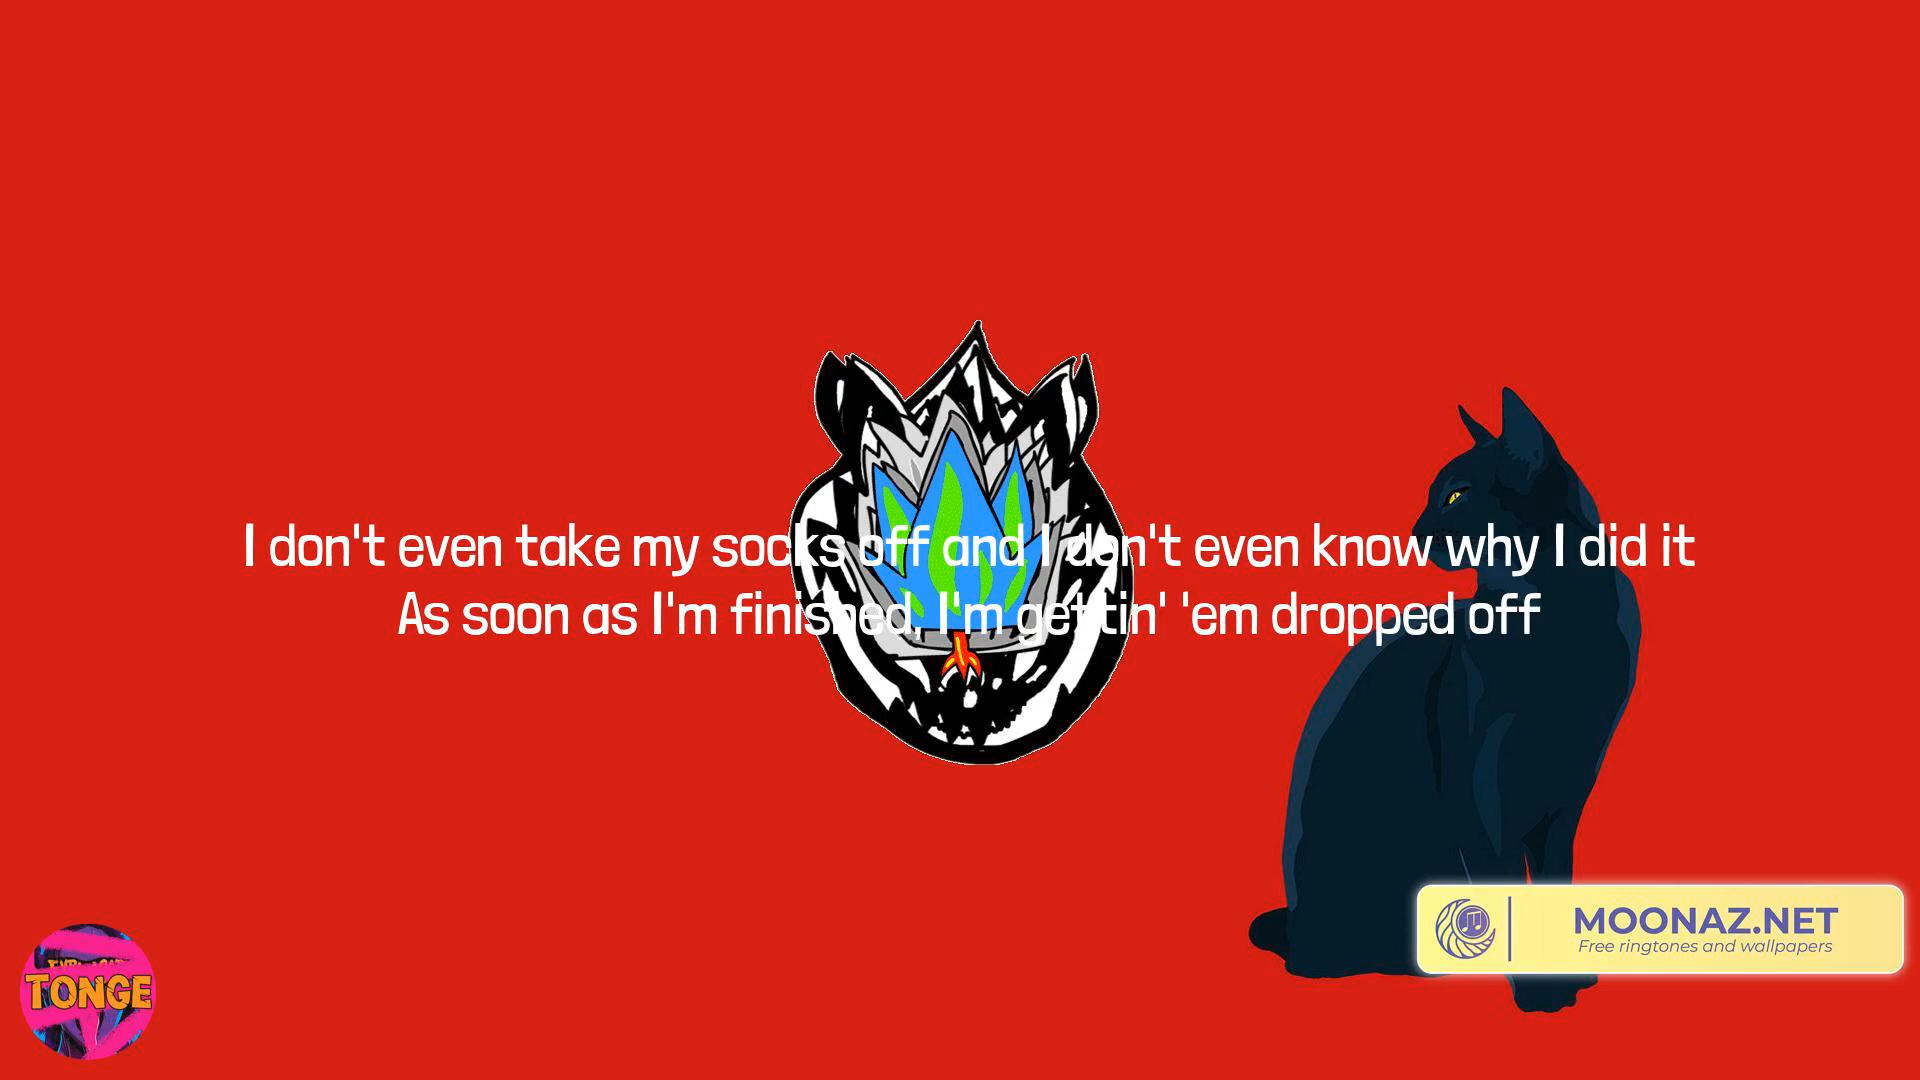 I don't even take my socks off and I don't even know why I did it
As soon as I'm finished, I'm gettin' 'em dropped off
MOONAZ.NET
Free ringtones and wallpapers
TONGE